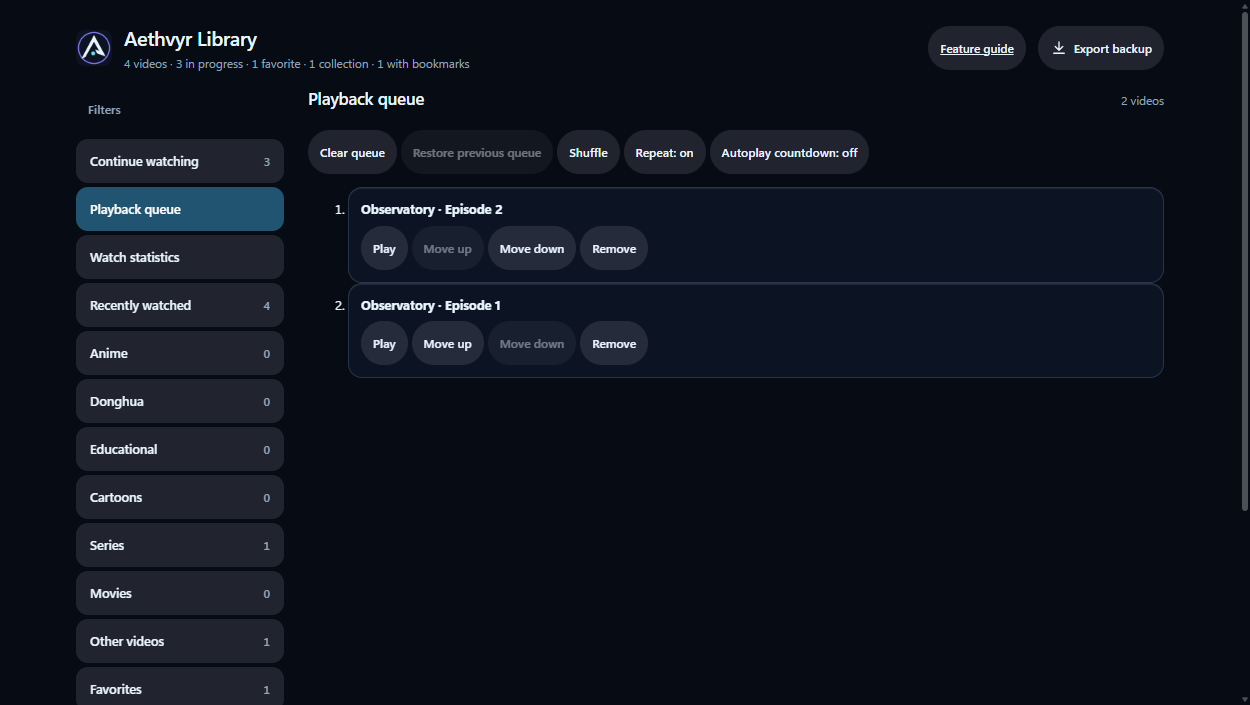 Aethvyr Library
4 videos · 3 in progress · 1 favorite · 1 collection · 1 with bookmarks
Feature guide
Export backup
Filters
Continue watching 3
Playback queue
Watch statistics
Recently watched 4
Anime 0
Donghua 0
Educational 0
Cartoons 0
Series 1
Movies 0
Other videos 1
Favorites 1
Playback queue
2 videos
Clear queue Restore previous queue Shuffle Repeat: on Autoplay countdown: off
1. Observatory · Episode 2
Play Move up Move down Remove
2. Observatory · Episode 1
Play Move up Move down Remove